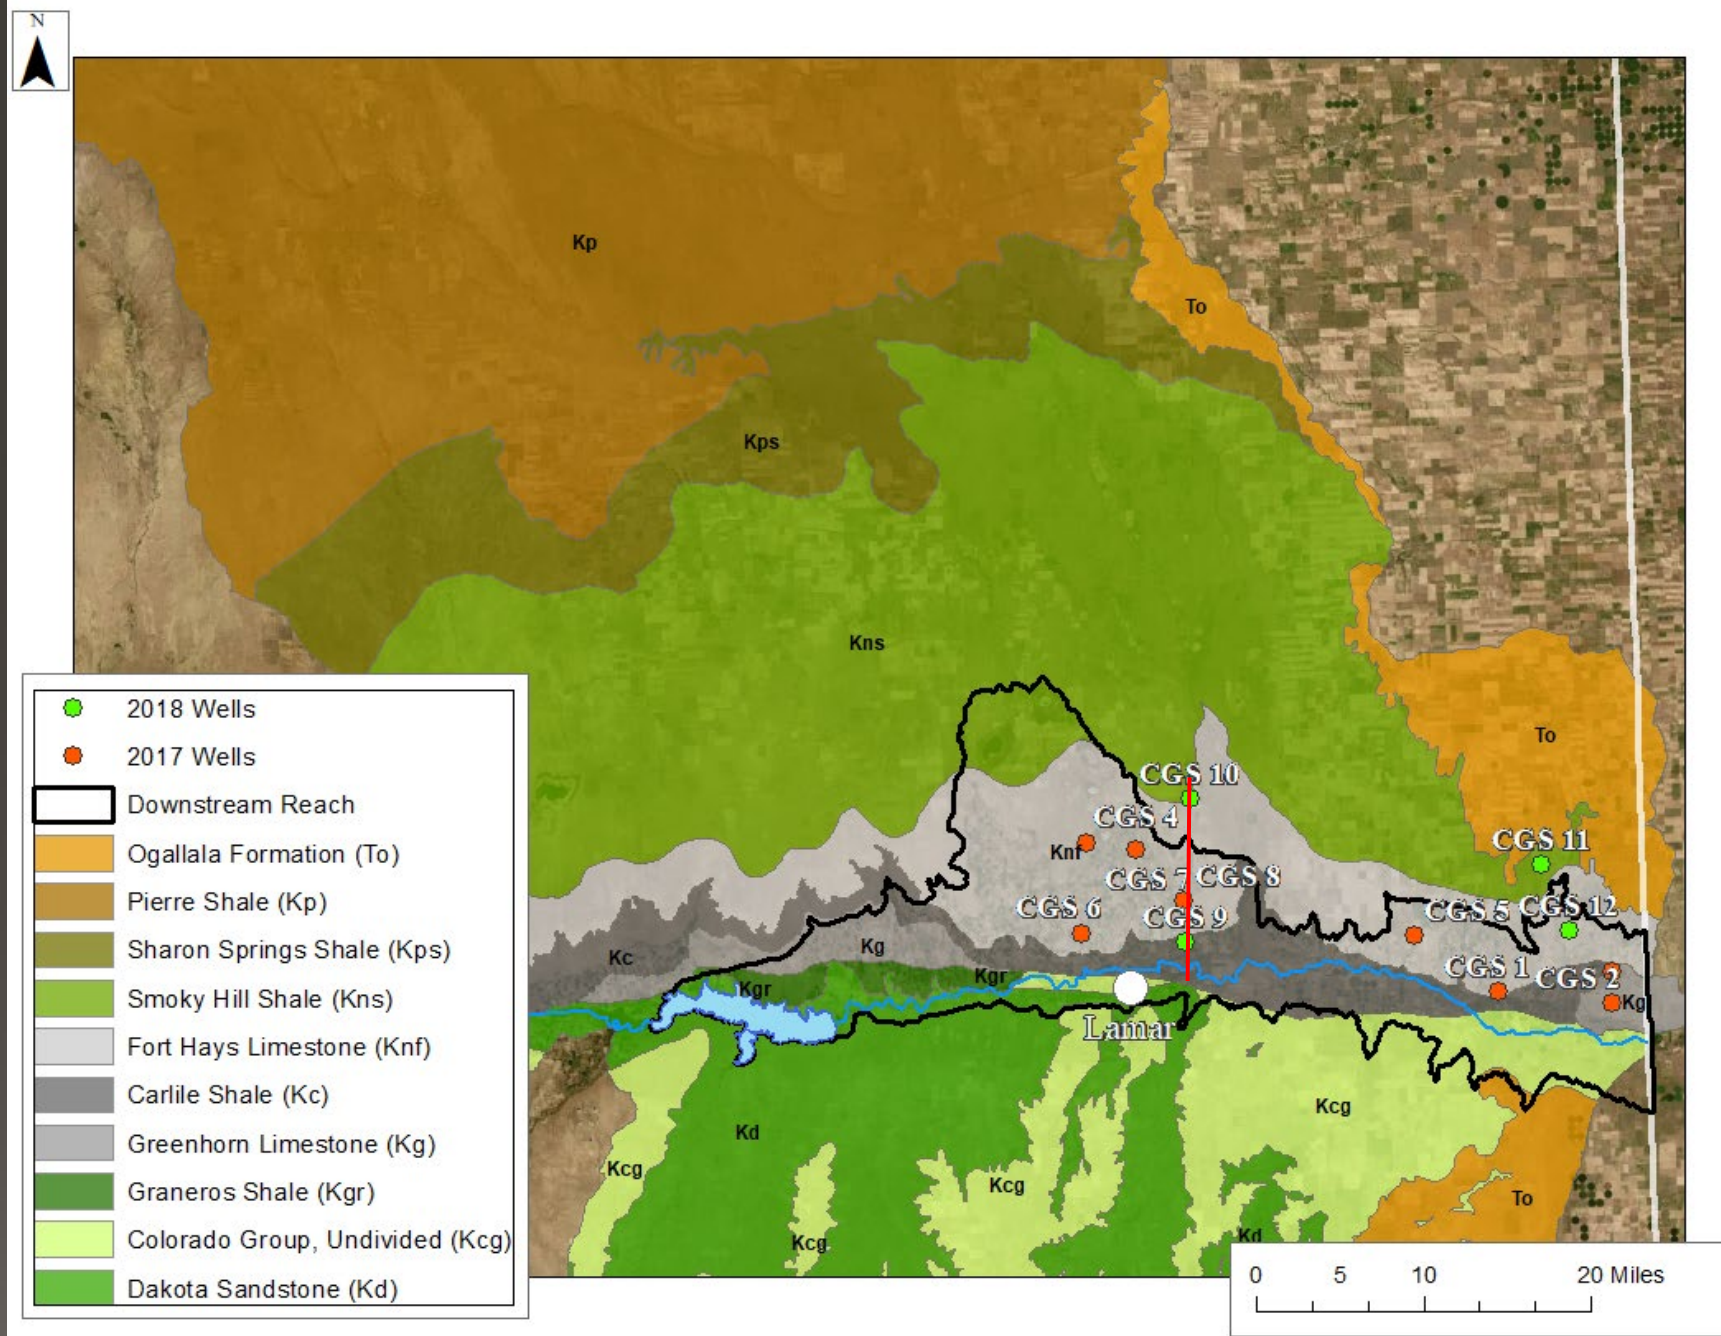 N
Kp
To
Kps
Kns
To
CGS 10
CGS 4
Knf
CGS 11
CGS 7
CGS 8
CGS 6
CGS 9
CGS 5
CGS 12
Kg
Kc
Kgr
Kgr
CGS 1
CGS 2
Kg
Lamar
Kcg
Kd
Kcg
Kcg
To
Kcg
Kd
2018 Wells
2017 Wells
Downstream Reach
Ogallala Formation (To)
Pierre Shale (Kp)
Sharon Springs Shale (Kps)
Smoky Hill Shale (Kns)
Fort Hays Limestone (Knf)
Carlile Shale (Kc)
Greenhorn Limestone (Kg)
Graneros Shale (Kgr)
Colorado Group, Undivided (Kcg)
Dakota Sandstone (Kd)
0 5 10 20 Miles